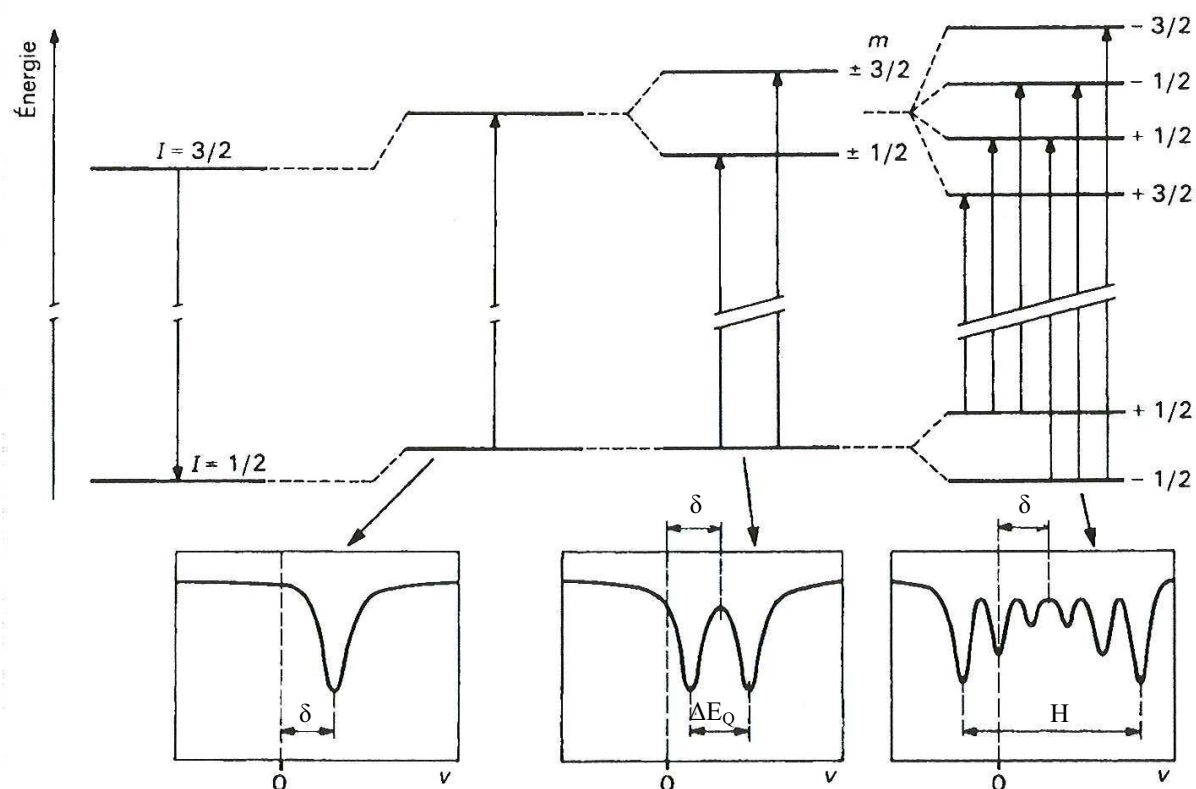 Énergie
I = 3/2
I = 1/2
m
± 3/2
± 1/2
− 3/2
− 1/2
+ 1/2
+ 3/2
+ 1/2
− 1/2
δ
0
v
δ
ΔE_Q
0
v
δ
H
0
v